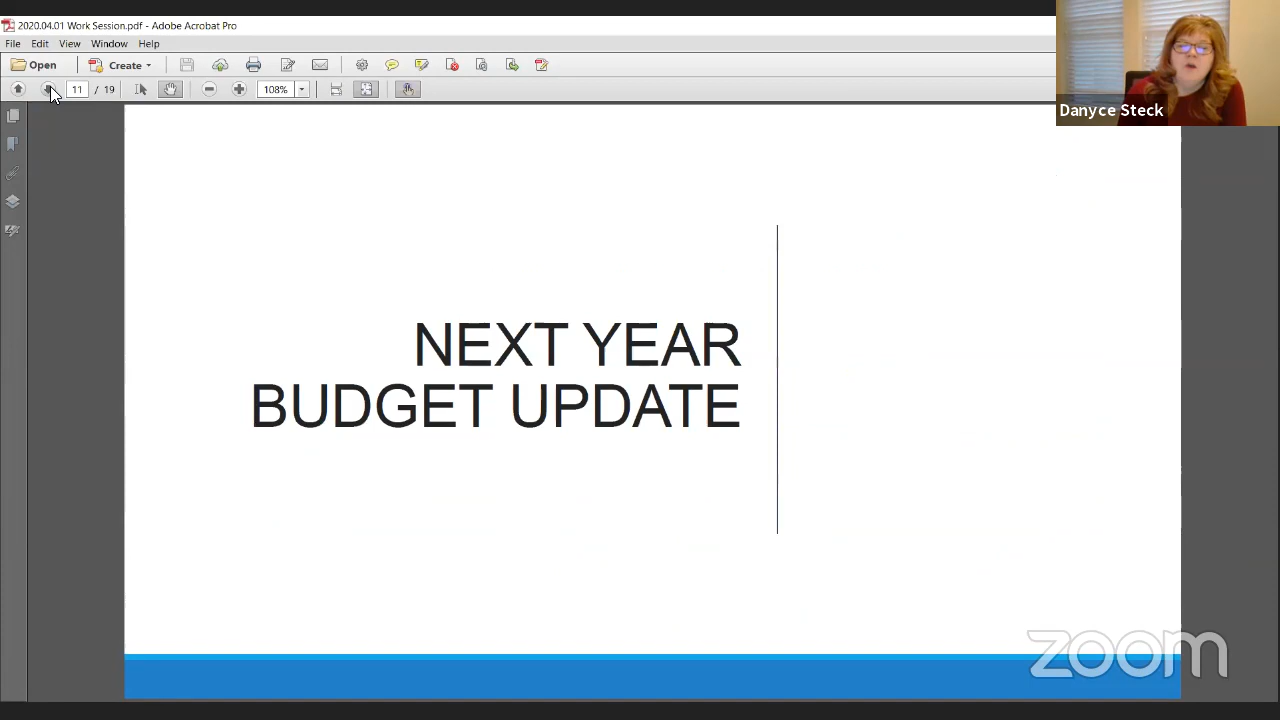 2020.04.01 Work Session.pdf - Adobe Acrobat Pro
File Edit View Window Help
Open Create
11 / 19 108%
Danyce Steck
NEXT YEAR
BUDGET UPDATE
zoom